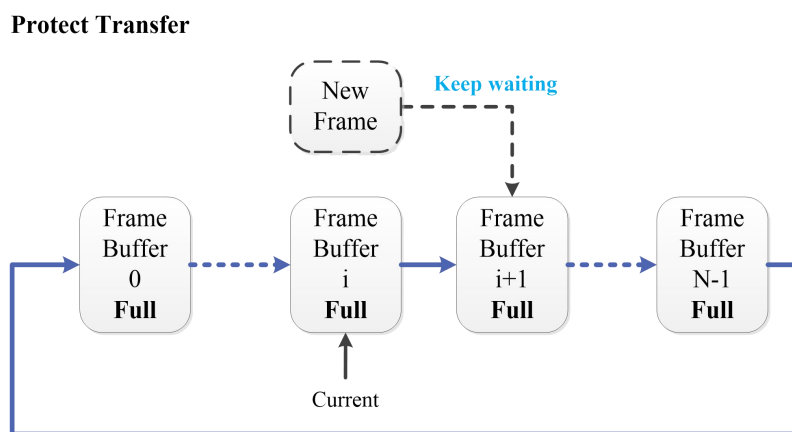 Protect Transfer
New
Frame
Keep waiting
Frame
Buffer
0
Full
Frame
Buffer
i
Full
Frame
Buffer
i+1
Full
Frame
Buffer
N-1
Full
Current